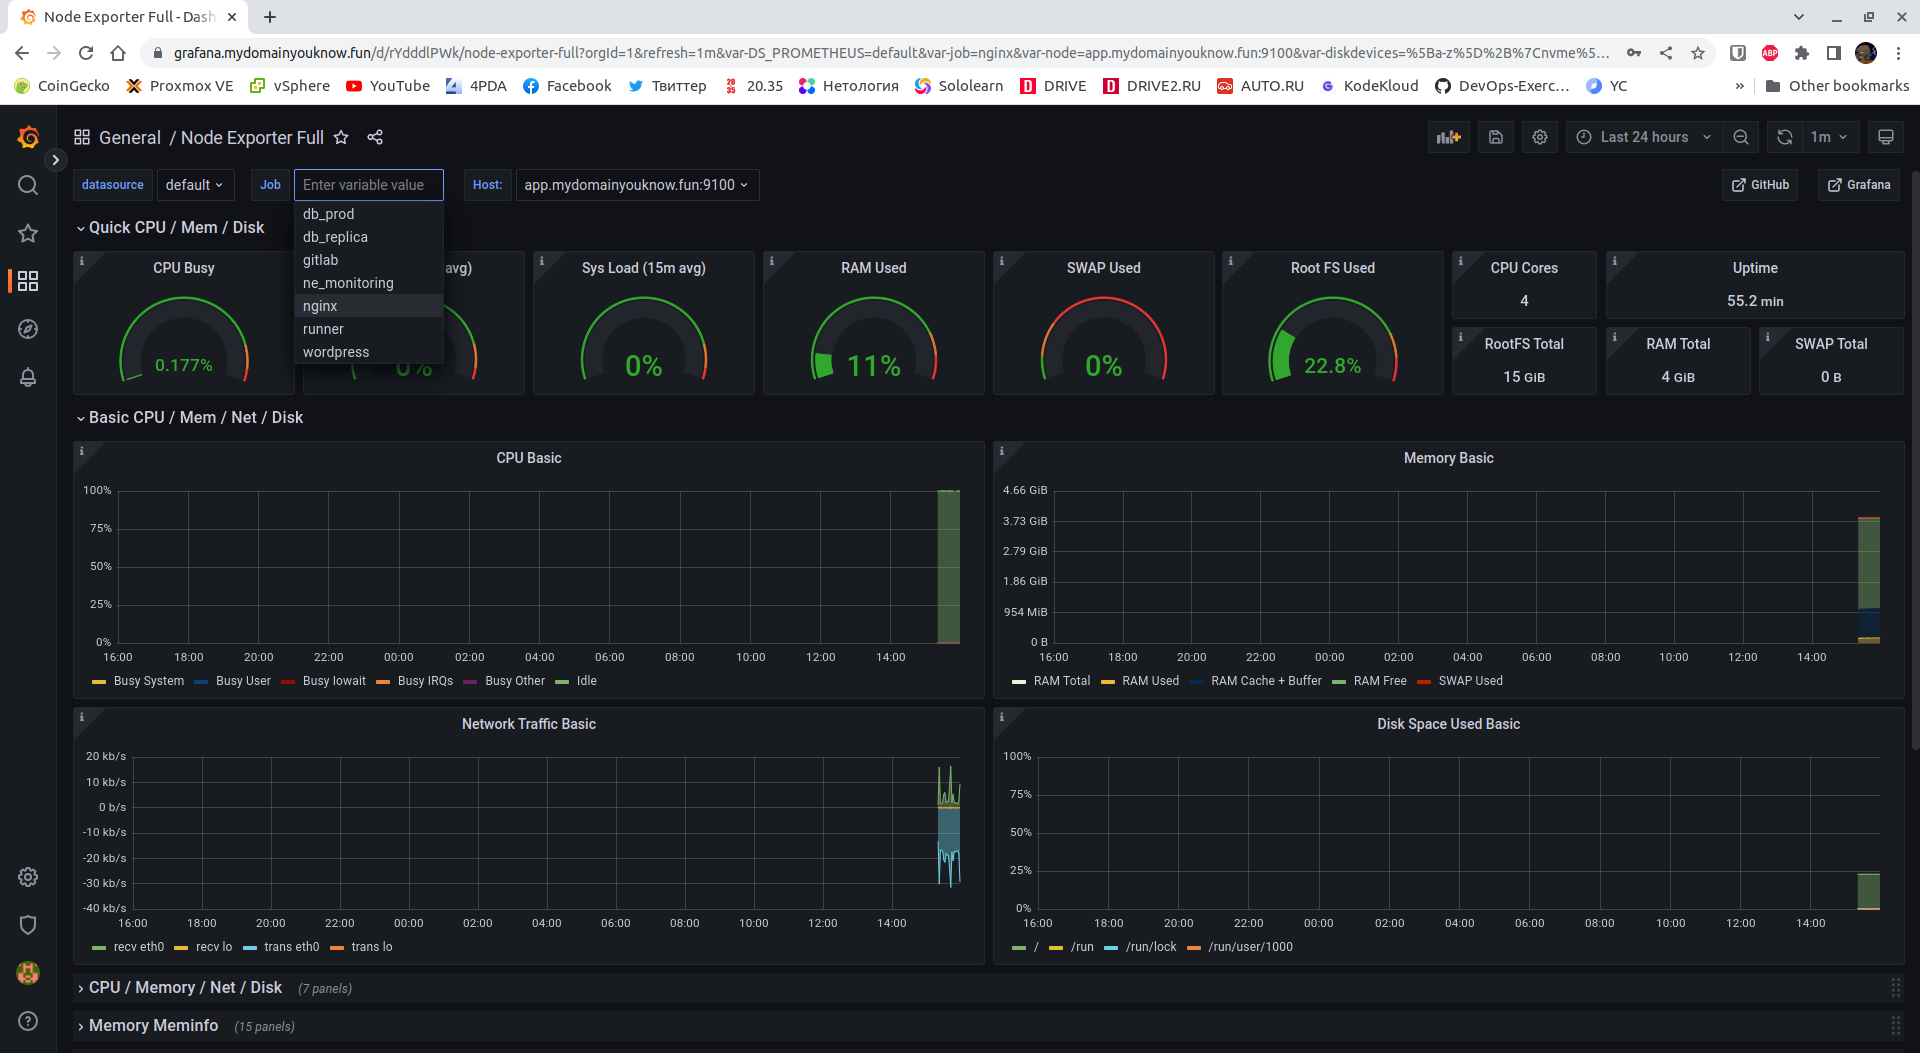 Node Exporter Full - Dash
grafana.mydomainyouknow.fun/d/rYdddlPWk/node-exporter-full?orgId=1&refresh=1m&var-DS_PROMETHEUS=default&var-job=nginx&var-node=app.mydomainyouknow.fun:9100&var-diskdevices=%5Ba-z%5D%2B%7Cnvme%5...
ABP
CoinGecko Proxmox VE vSphere YouTube 4PDA Facebook Твиттер 20.35 Нетология Sololearn DRIVE DRIVE2.RU AUTO.RU KodeKloud DevOps-Exerc... YC » Other bookmarks
General / Node Exporter Full
Last 24 hours 1m
datasource default Job Enter variable value Host: app.mydomainyouknow.fun:9100 GitHub Grafana
db_prod
db_replica
gitlab
ne_monitoring
nginx
runner
wordpress
Quick CPU / Mem / Disk
CPU Busy
0.177%
avg)
0%
Sys Load (15m avg)
0%
RAM Used
11%
SWAP Used
0%
Root FS Used
22.8%
CPU Cores
4
Uptime
55.2 min
RootFS Total
15 GiB
RAM Total
4 GiB
SWAP Total
0 B
Basic CPU / Mem / Net / Disk
CPU Basic
100%
75%
50%
25%
0%
16:00 18:00 20:00 22:00 00:00 02:00 04:00 06:00 08:00 10:00 12:00 14:00
Busy System Busy User Busy Iowait Busy IRQs Busy Other Idle
Memory Basic
4.66 GiB
3.73 GiB
2.79 GiB
1.86 GiB
954 MiB
0 B
16:00 18:00 20:00 22:00 00:00 02:00 04:00 06:00 08:00 10:00 12:00 14:00
RAM Total RAM Used RAM Cache + Buffer RAM Free SWAP Used
Network Traffic Basic
20 kb/s
10 kb/s
0 b/s
-10 kb/s
-20 kb/s
-30 kb/s
-40 kb/s
16:00 18:00 20:00 22:00 00:00 02:00 04:00 06:00 08:00 10:00 12:00 14:00
recv eth0 recv lo trans eth0 trans lo
Disk Space Used Basic
100%
75%
50%
25%
0%
16:00 18:00 20:00 22:00 00:00 02:00 04:00 06:00 08:00 10:00 12:00 14:00
/ /run /run/lock /run/user/1000
CPU / Memory / Net / Disk (7 panels)
Memory Meminfo (15 panels)